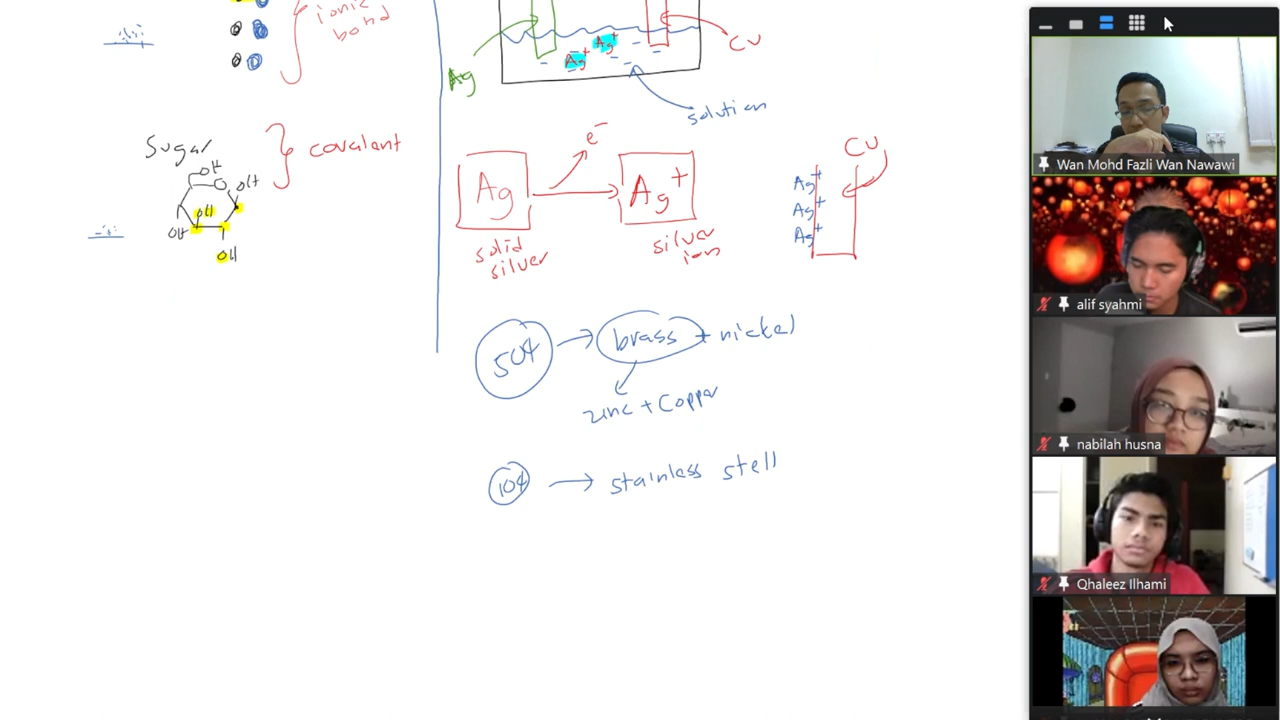 ionic
bond
Ag⁺
Ag⁺
Ag
Cu
solution
Sugar
covalant
OH
OH
OH
OH
OH
Ag
e⁻
Ag⁺
solid
silver
silver
ion
Cu
Ag⁺
Ag⁺
Ag⁺
50¢ → brass + nickel
zinc + Copper
10¢ → stainless stell
Wan Mohd Fazli Wan Nawawi
alif syahmi
nabilah husna
Qhaleez Ilhami